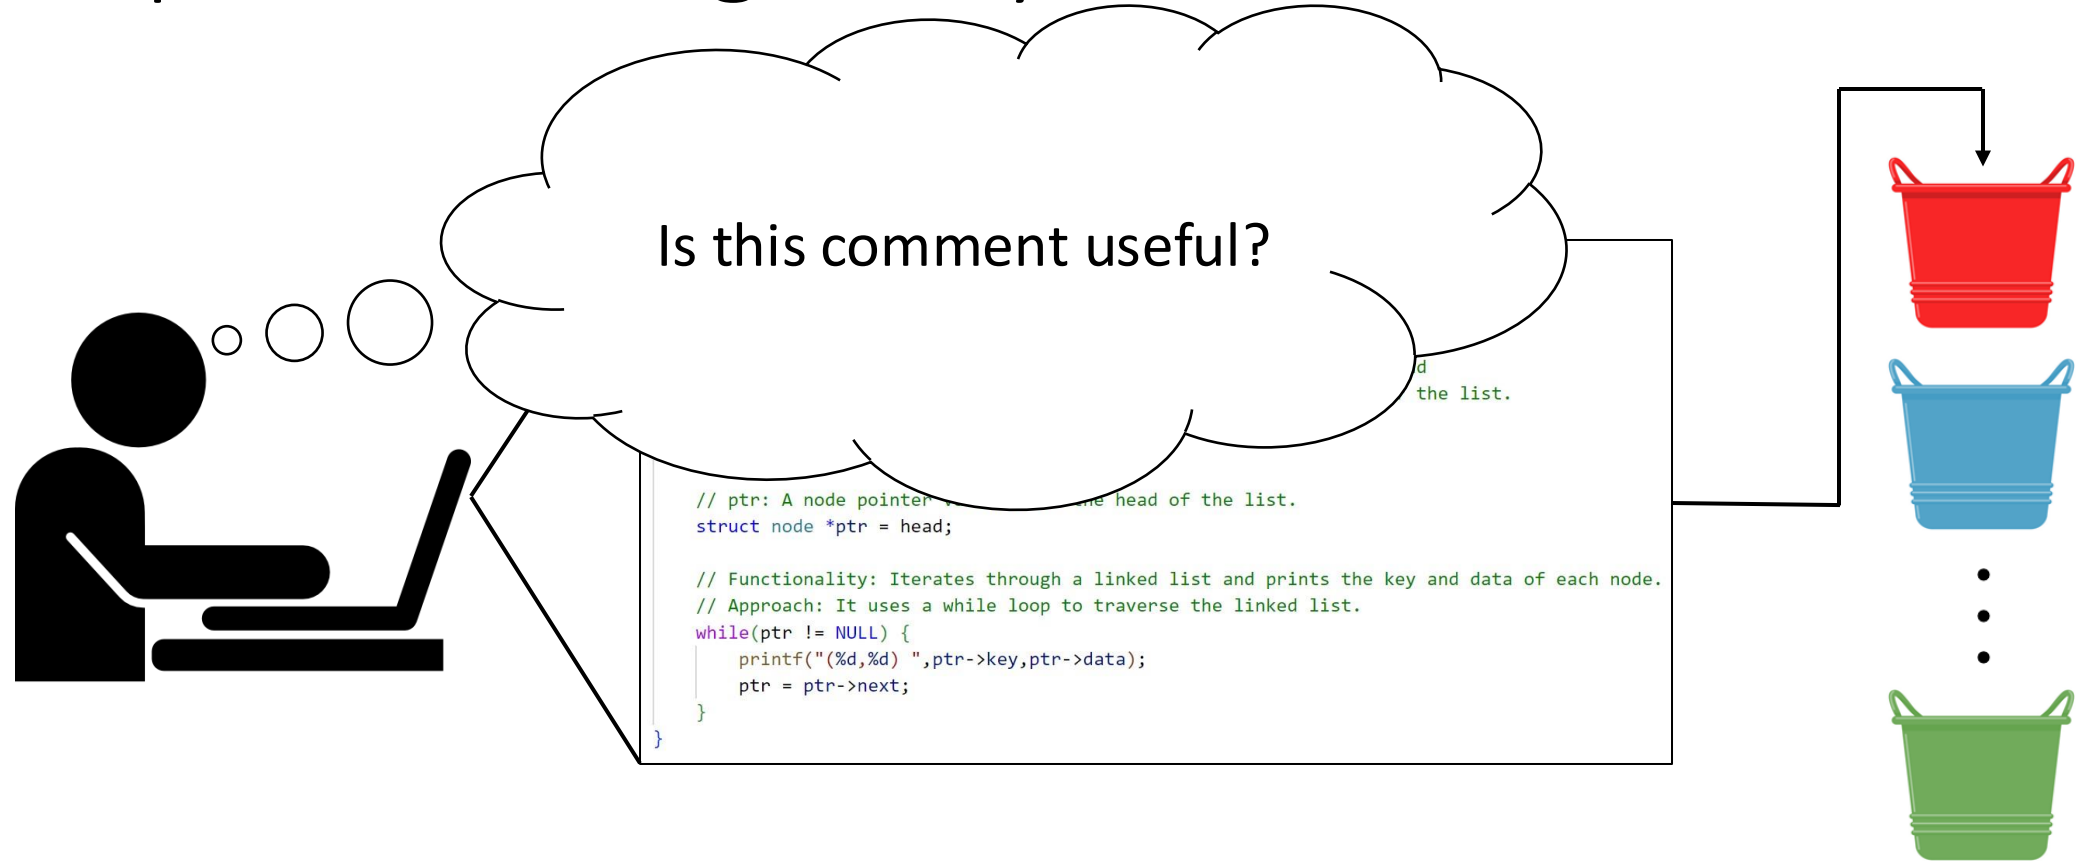 Is this comment useful?
d
the list.
// ptr: A node pointer head of the list.
struct node *ptr = head;
// Functionality: Iterates through a linked list and prints the key and data of each node.
// Approach: It uses a while loop to traverse the linked list.
while(ptr != NULL) {
printf("(%d,%d) ",ptr->key,ptr->data);
ptr = ptr->next;
}
}